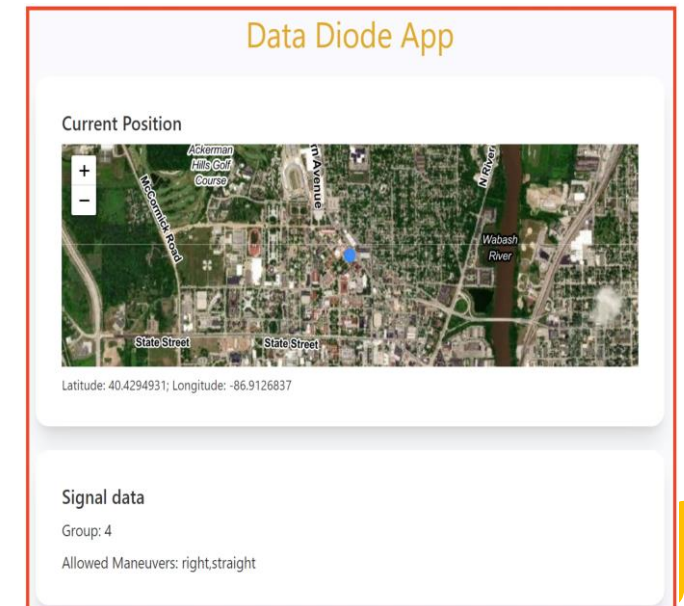 Data Diode App
Current Position
+
−
Ackerman
Hills Golf
Course
McCormick Road
rn Avenue
N River
Wabash
River
State Street
State Street
Latitude: 40.4294931; Longitude: -86.9126837
Signal data
Group: 4
Allowed Maneuvers: right,straight